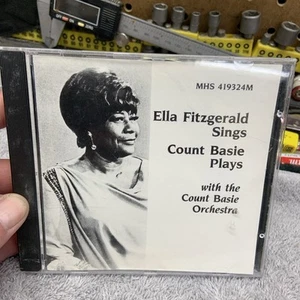 MHS 419324M
Ella Fitzgerald
Sings
Count Basie
Plays
with the
Count Basie
Orchestra